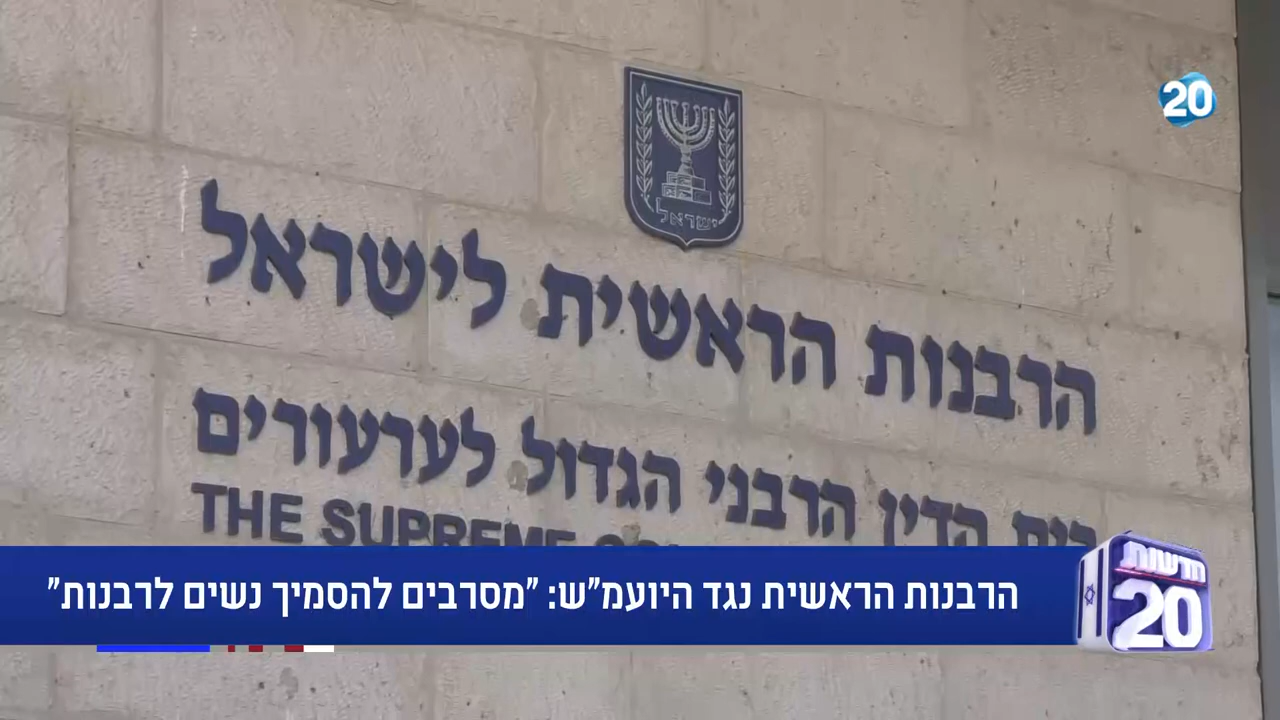 20
ישראל
הרבנות הראשית לישראל
בית הדין הרבני הגדול לערעורים
THE SUPREME
הרבנות הראשית נגד היועמ"ש: "מסרבים להסמיך נשים לרבנות"
חדשות
20